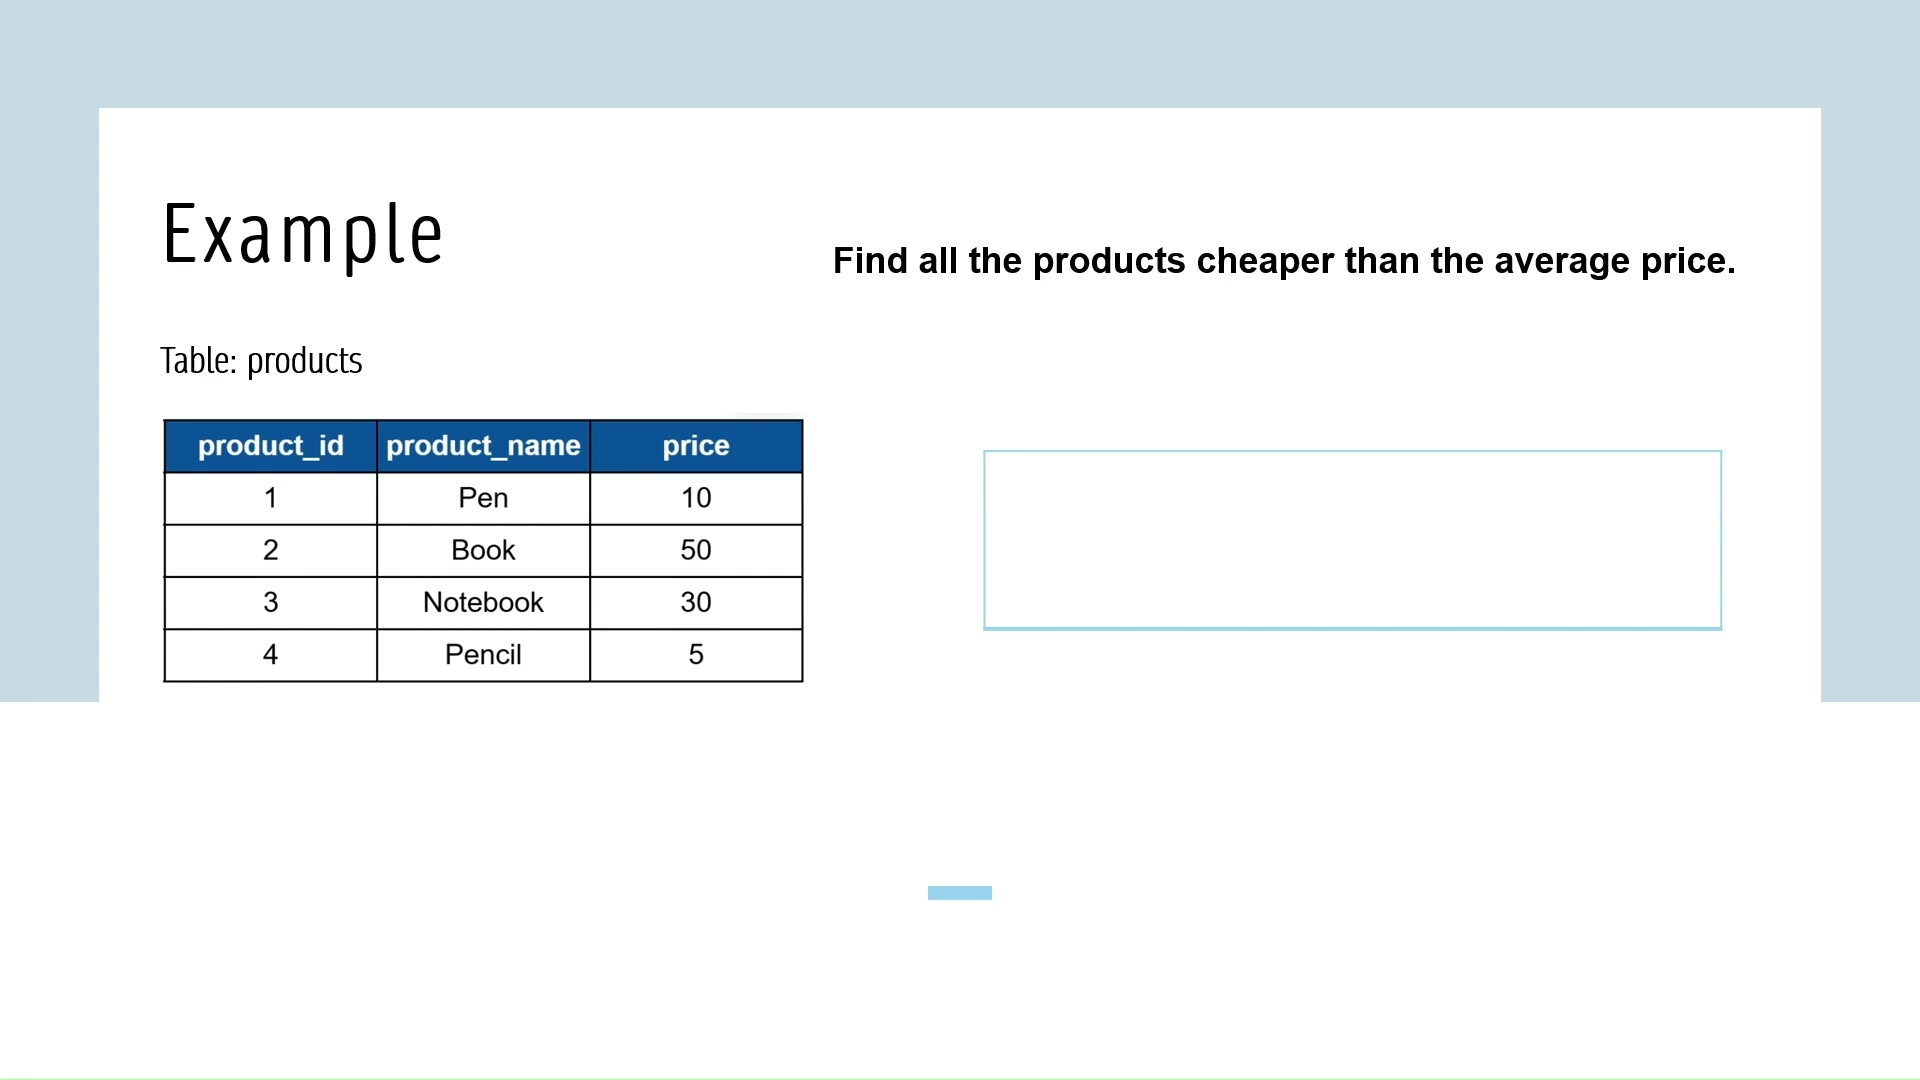 Example
Find all the products cheaper than the average price.
Table: products
product_id product_name price
1 Pen 10
2 Book 50
3 Notebook 30
4 Pencil 5